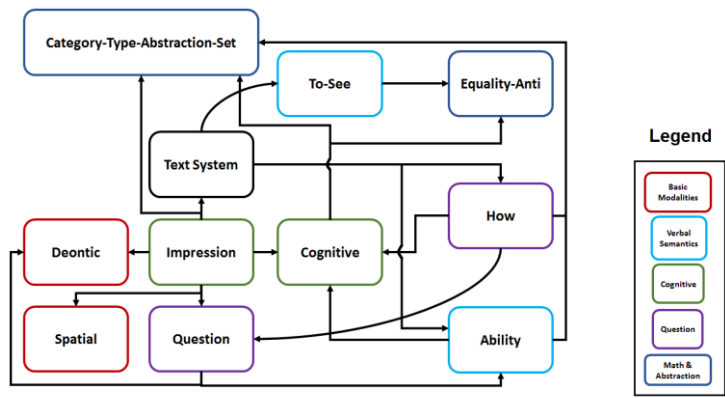 Category-Type-Abstraction-Set
To-See
Equality-Anti
Text System
How
Deontic
Impression
Cognitive
Spatial
Question
Ability
Legend
Basic
Modalities
Verbal
Semantics
Cognitive
Question
Math &
Abstraction